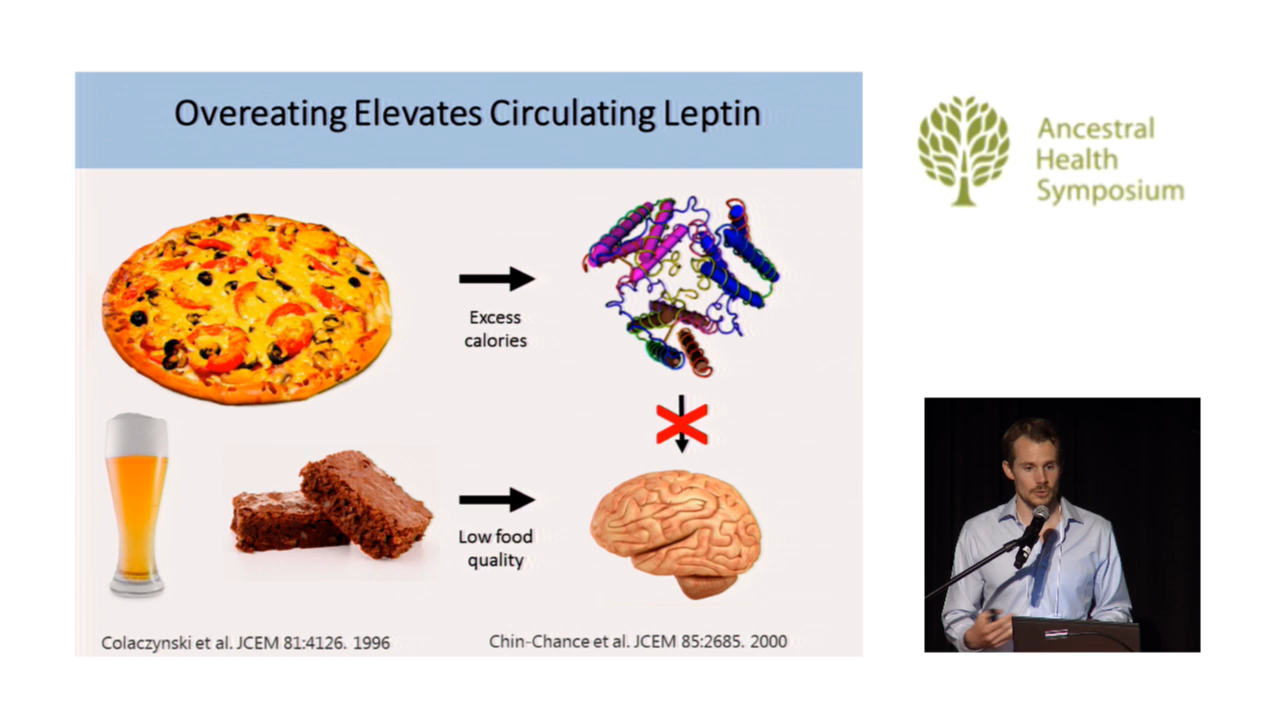 Overeating Elevates Circulating Leptin
Ancestral
Health
Symposium
Excess
calories
Low food
quality
Colaczynski et al. JCEM 81:4126. 1996
Chin-Chance et al. JCEM 85:2685. 2000